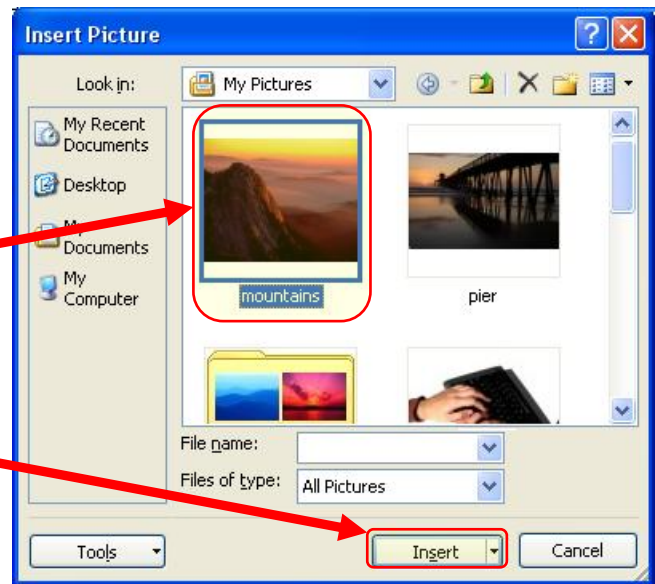 Insert Picture
Look in:
My Pictures
My Recent
Documents
Desktop
My
Documents
My
Computer
mountains
pier
File name:
Files of type:
All Pictures
Tools
Insert
Cancel